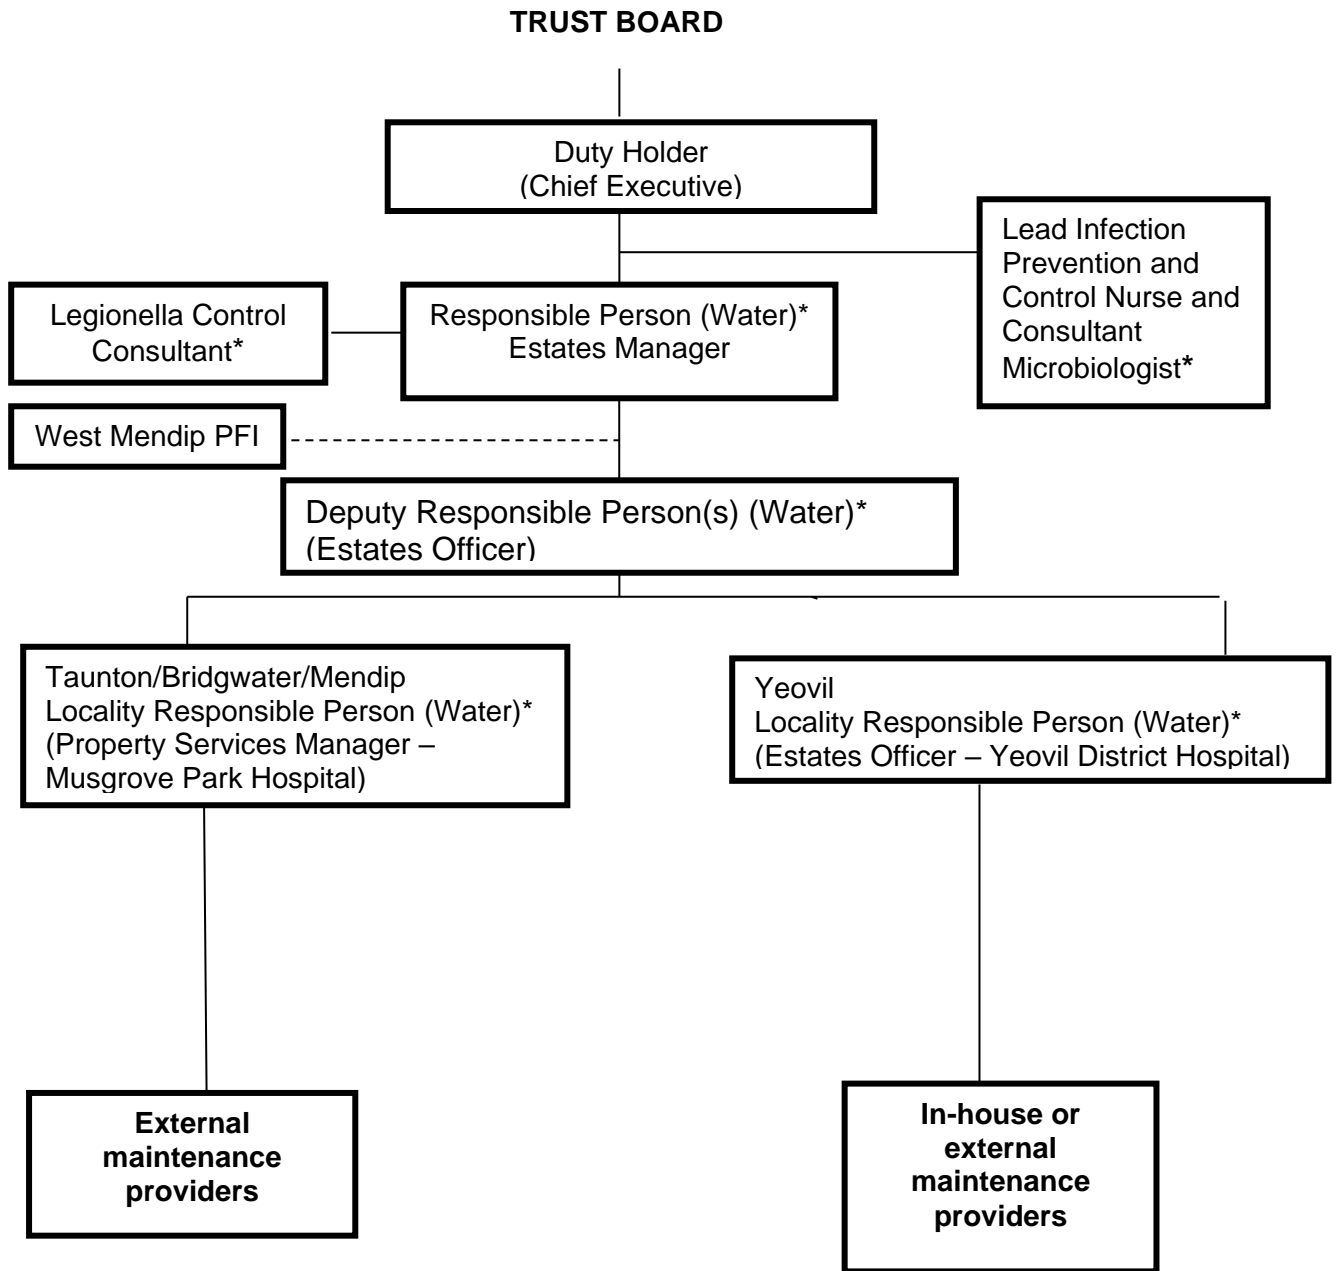 TRUST BOARD
Duty Holder
(Chief Executive)
Lead Infection
Prevention and
Control Nurse and
Consultant
Microbiologist*
Legionella Control
Consultant*
Responsible Person (Water)*
Estates Manager
West Mendip PFI
Deputy Responsible Person(s) (Water)*
(Estates Officer)
Taunton/Bridgwater/Mendip
Locality Responsible Person (Water)*
(Property Services Manager –
Musgrove Park Hospital)
Yeovil
Locality Responsible Person (Water)*
(Estates Officer – Yeovil District Hospital)
External
maintenance
providers
In-house or
external
maintenance
providers